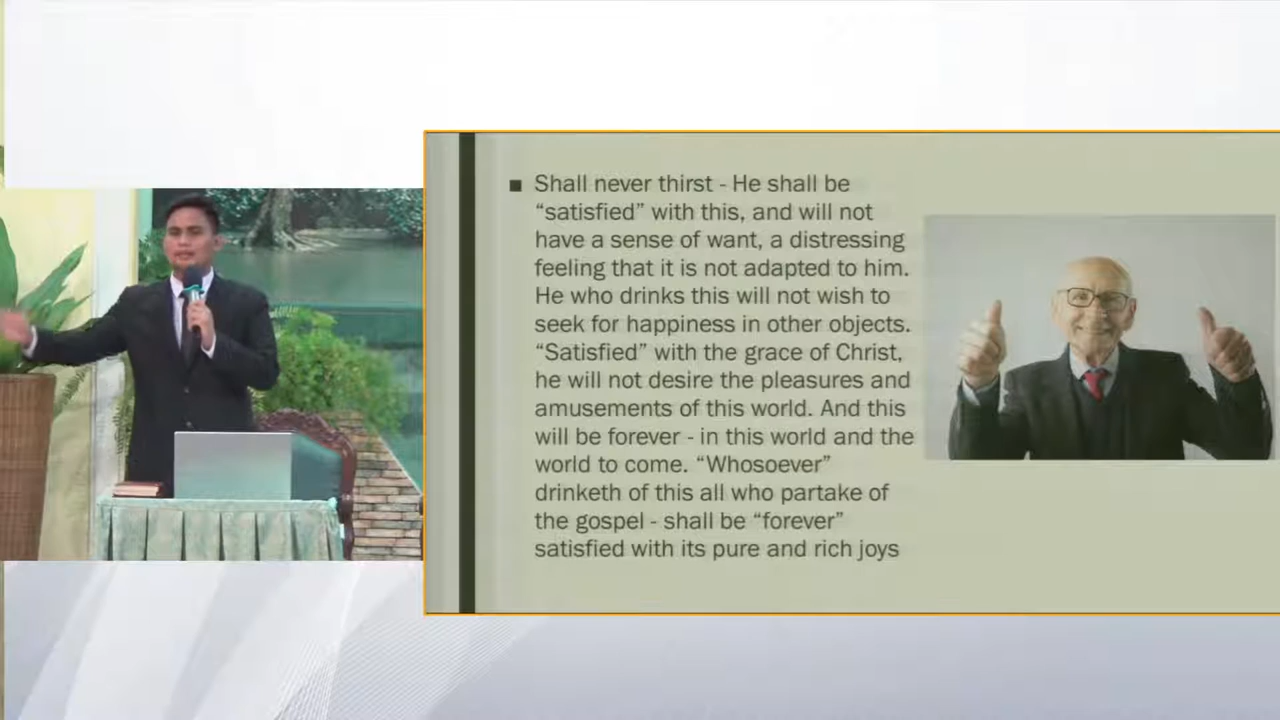 Shall never thirst - He shall be
“satisfied” with this, and will not
have a sense of want, a distressing
feeling that it is not adapted to him.
He who drinks this will not wish to
seek for happiness in other objects.
“Satisfied” with the grace of Christ,
he will not desire the pleasures and
amusements of this world. And this
will be forever - in this world and the
world to come. “Whosoever”
drinketh of this all who partake of
the gospel - shall be “forever”
satisfied with its pure and rich joys